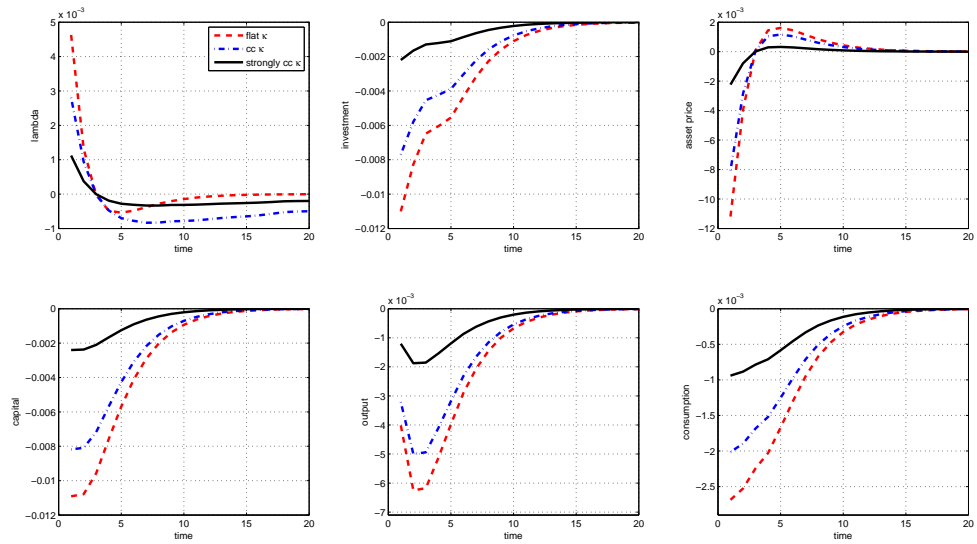 x 10⁻³
5
4
3
2
1
0
−1
lambda
0 5 10 15 20
time
flat κ
cc κ
strongly cc κ
0
−0.002
−0.004
−0.006
−0.008
−0.01
−0.012
investment
0 5 10 15 20
time
x 10⁻³
2
0
−2
−4
−6
−8
−10
−12
asset price
0 5 10 15 20
time
0
−0.002
−0.004
−0.006
−0.008
−0.01
−0.012
capital
0 5 10 15 20
time
x 10⁻³
0
−1
−2
−3
−4
−5
−6
−7
output
0 5 10 15 20
time
x 10⁻³
0
−0.5
−1
−1.5
−2
−2.5
consumption
0 5 10 15 20
time